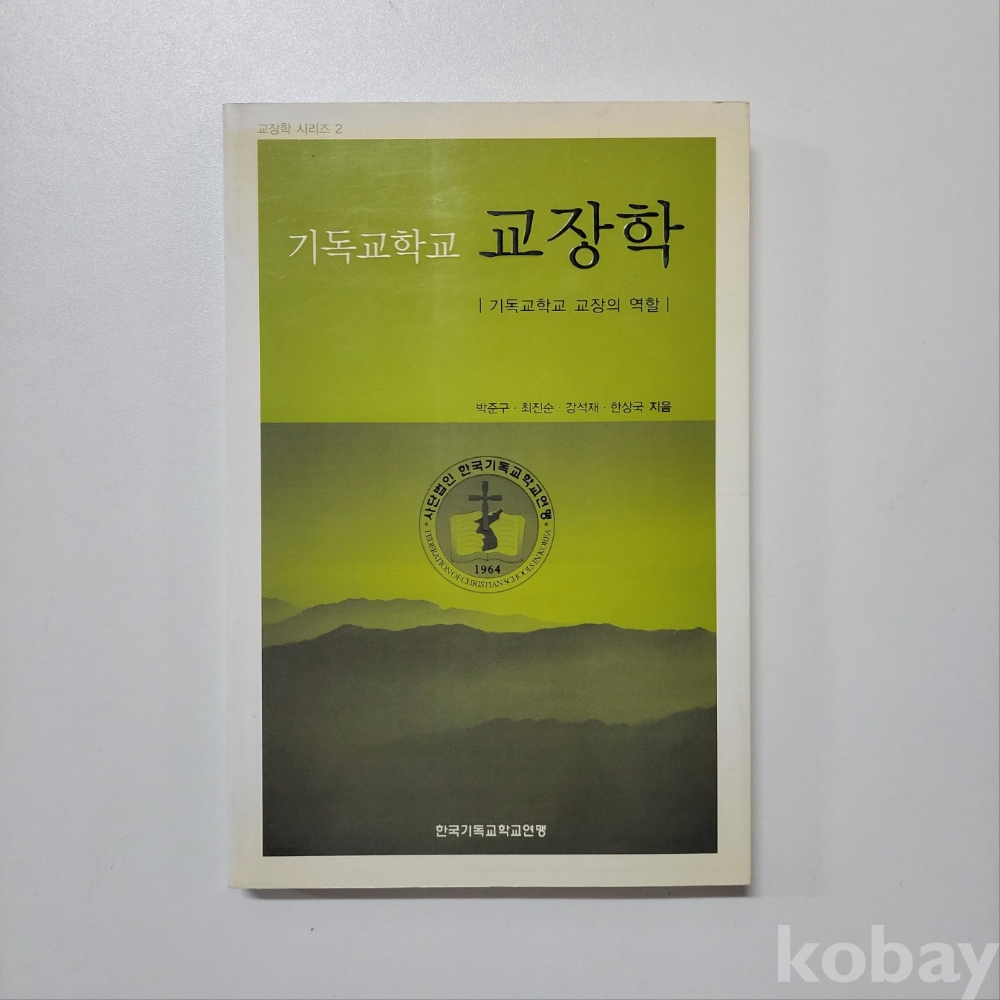 교장학 시리즈 2
기독교학교 교장학
| 기독교학교 교장의 역할 |
박준구 · 최진순 · 강석재 · 한상국 지음
* 사단법인 한국기독교학교연맹 *
FEDERATION OF CHRISTIAN SCHOOLS IN KOREA
1964
한국기독교학교연맹
kobay